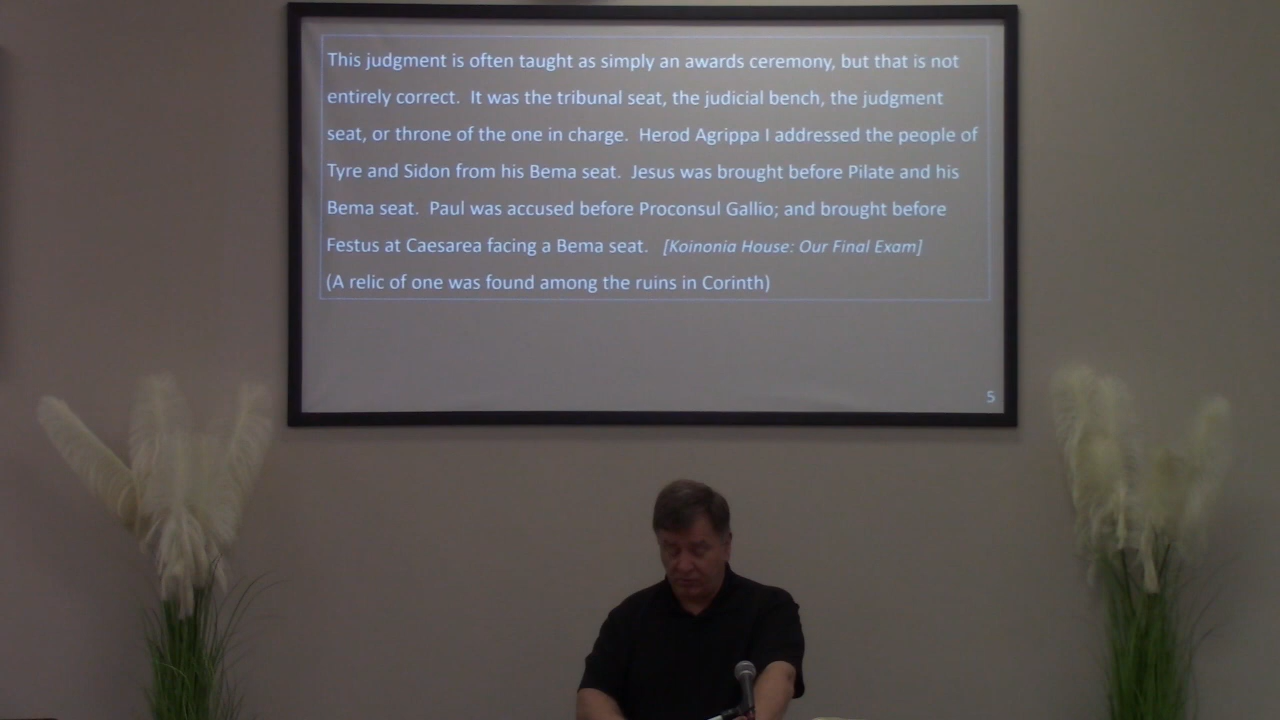 This judgment is often taught as simply an awards ceremony, but that is not
entirely correct.  It was the tribunal seat, the judicial bench, the judgment
seat, or throne of the one in charge.  Herod Agrippa I addressed the people of
Tyre and Sidon from his Bema seat.  Jesus was brought before Pilate and his
Bema seat.  Paul was accused before Proconsul Gallio; and brought before
Festus at Caesarea facing a Bema seat.   [Koinonia House: Our Final Exam]
(A relic of one was found among the ruins in Corinth)
5